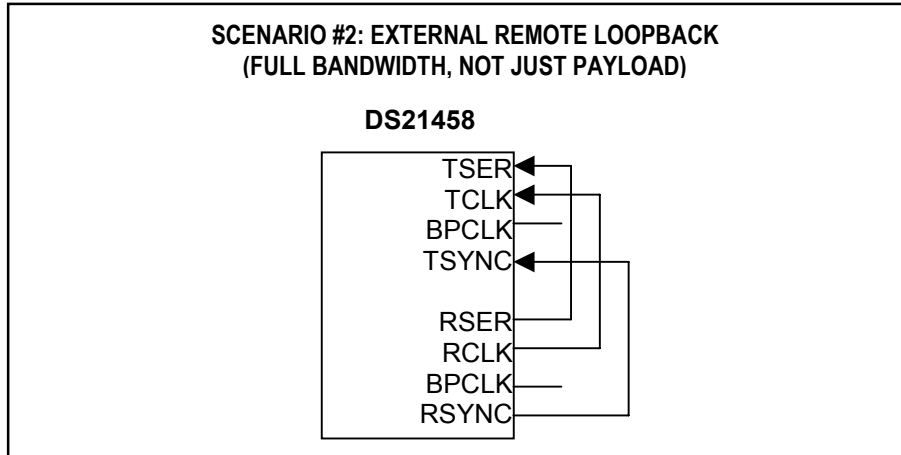 SCENARIO #2: EXTERNAL REMOTE LOOPBACK
(FULL BANDWIDTH, NOT JUST PAYLOAD)
DS21458
TSER
TCLK
BPCLK
TSYNC
RSER
RCLK
BPCLK
RSYNC